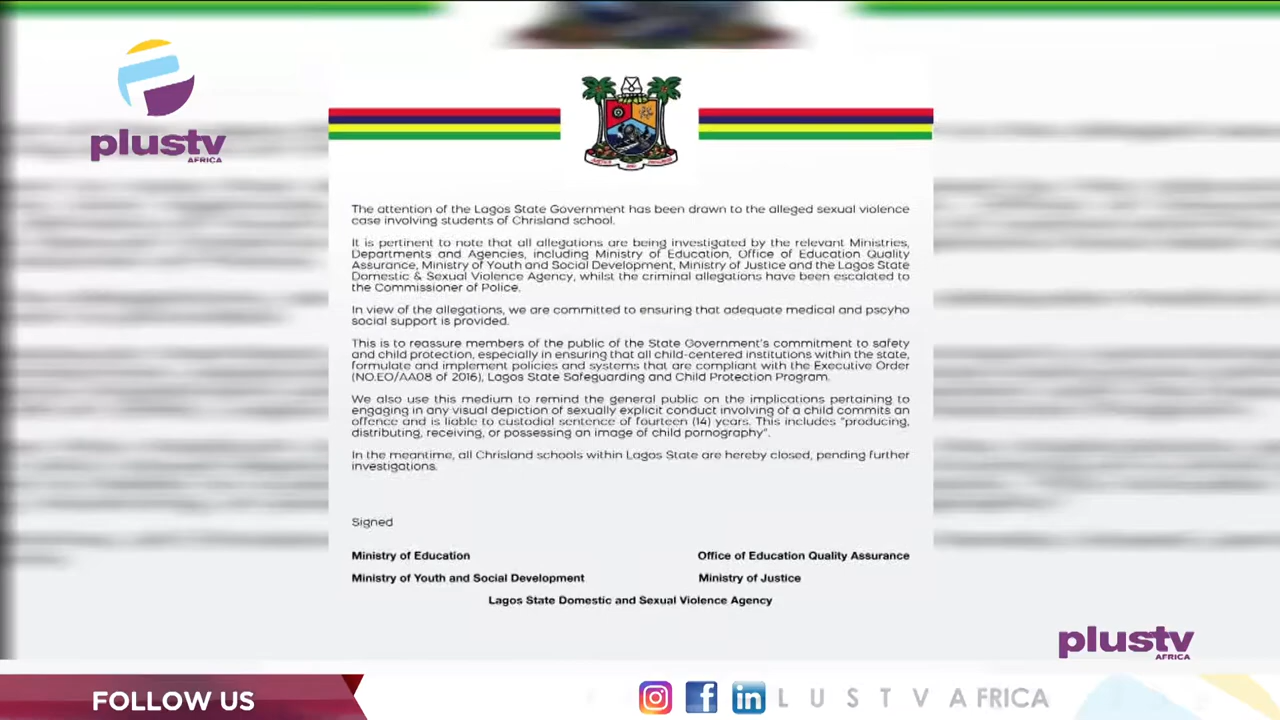 plustv
AFRICA
The attention of the Lagos State Government has been drawn to the alleged sexual violence
case involving students of Chrisland school.
It is pertinent to note that all allegations are being investigated by the relevant Ministries,
Departments and Agencies, including Ministry of Education, Office of Education Quality
Assurance, Ministry of Youth and Social Development, Ministry of Justice and the Lagos State
Domestic & Sexual Violence Agency, whilst the criminal allegations have been escalated to
the Commissioner of Police.
In view of the allegations, we are committed to ensuring that adequate medical and pscyho
social support is provided.
This is to reassure members of the public of the State Government's commitment to safety
and child protection, especially in ensuring that all child-centered institutions within the state,
formulate and implement policies and systems that are compliant with the Executive Order
(NO.EO/AA08 of 2016), Lagos State Safeguarding and Child Protection Program.
We also use this medium to remind the general public on the implications pertaining to
engaging in any visual depiction of sexually explicit conduct involving of a child commits an
offence and is liable to custodial sentence of fourteen (14) years. This includes “producing,
distributing, receiving, or possessing an image of child pornography”.
In the meantime, all Chrisland schools within Lagos State are hereby closed, pending further
investigations.
Signed
Ministry of Education
Office of Education Quality Assurance
Ministry of Youth and Social Development
Ministry of Justice
Lagos State Domestic and Sexual Violence Agency
plustv
AFRICA
FOLLOW US
LUSTVAFRICA